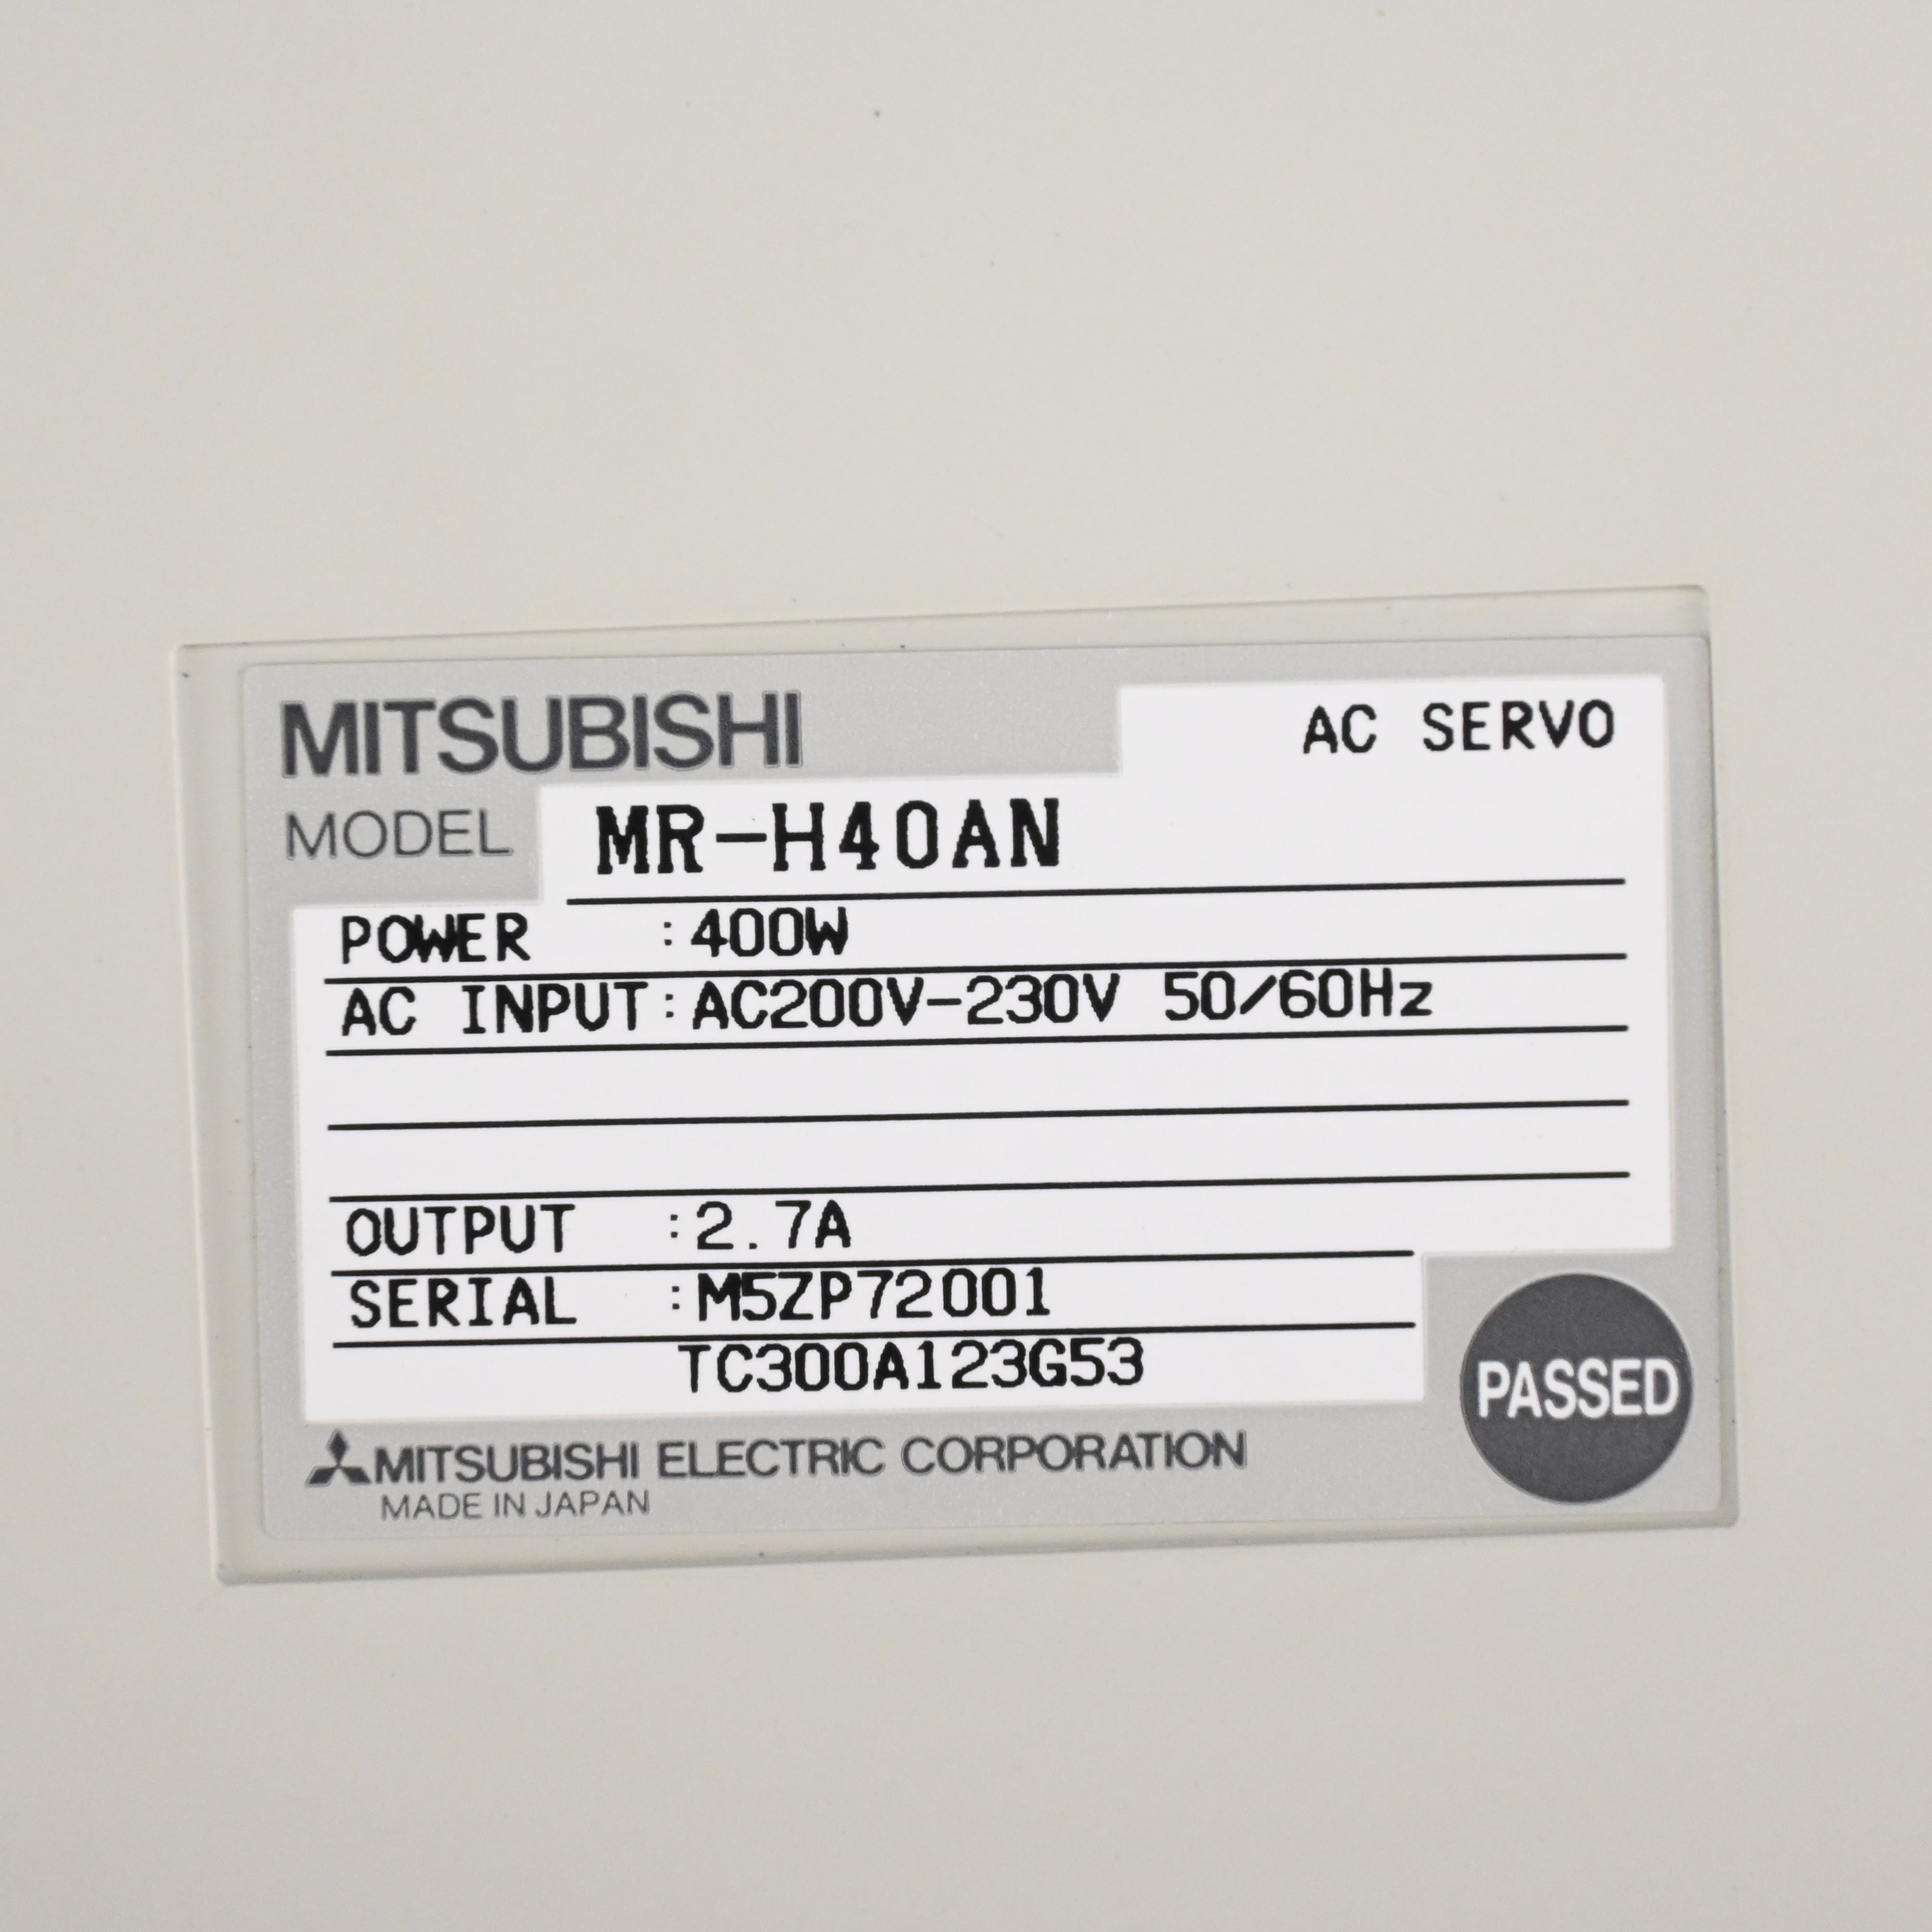 MITSUBISHI
AC SERVO
MODEL MR-H40AN
POWER :400W
AC INPUT:AC200V-230V 50/60Hz
OUTPUT :2.7A
SERIAL :M5ZP72001
TC300A123G53
PASSED
MITSUBISHI ELECTRIC CORPORATION
MADE IN JAPAN